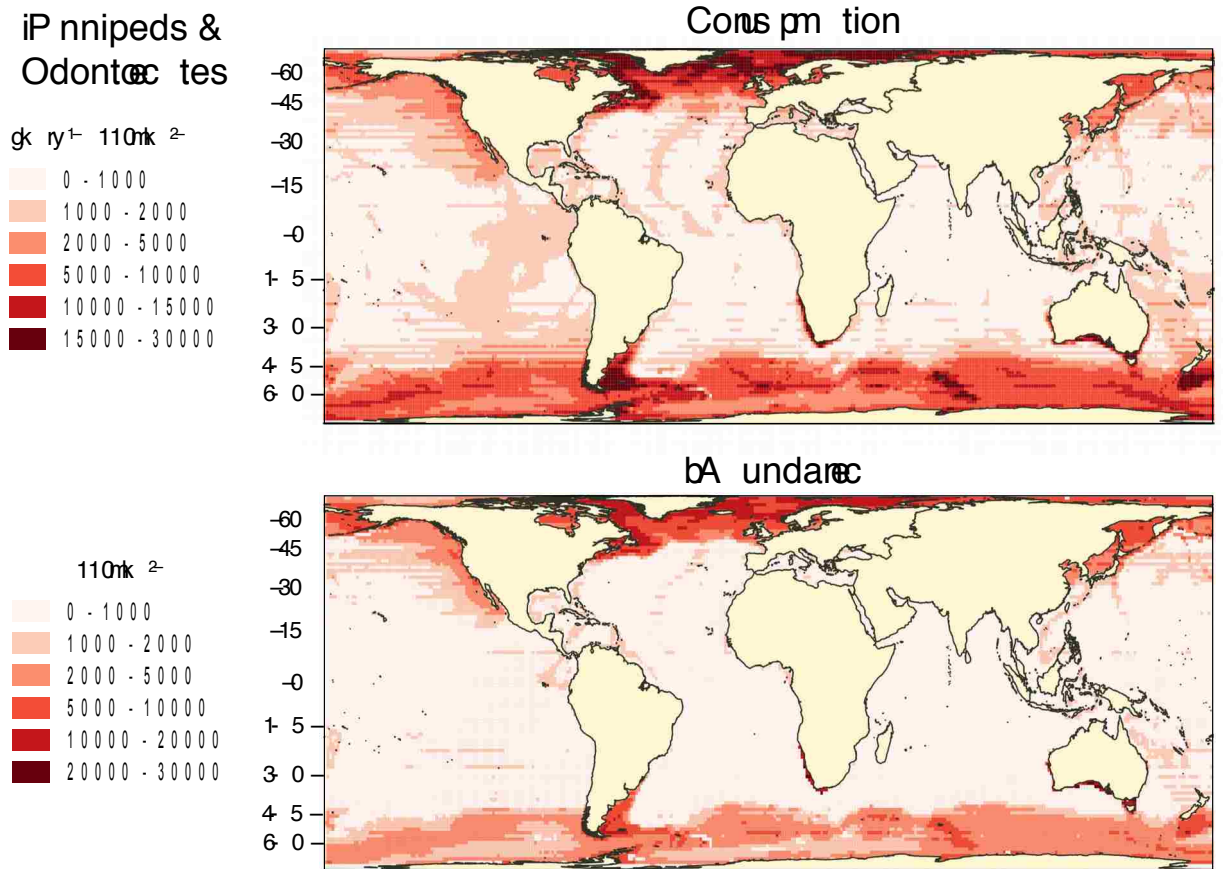 iP nnipeds &
Odontoec tes
gk ry 1– 110mk 2–
0 - 1000
1000 - 2000
2000 - 5000
5000 - 10000
10000 - 15000
15000 - 30000
Conus pm tion
–60
–45
–30
–15
–0
1- 5
3 0
4 5
6- 0
bA undanec
110mk 2–
0 - 1000
1000 - 2000
2000 - 5000
5000 - 10000
10000 - 20000
20000 - 30000
–60
–45
–30
–15
–0
1- 5
3 0
4 5
6- 0